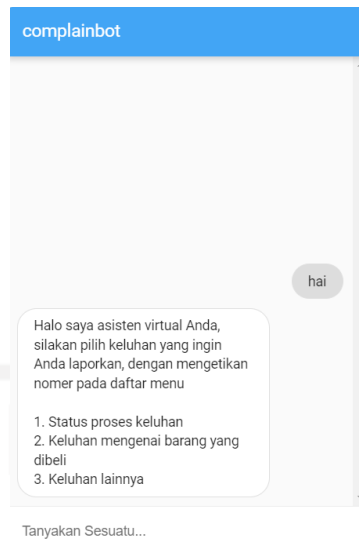 complainbot
hai
Halo saya asisten virtual Anda,
silakan pilih keluhan yang ingin
Anda laporkan, dengan mengetikan
nomer pada daftar menu
1. Status proses keluhan
2. Keluhan mengenai barang yang
dibeli
3. Keluhan lainnya
Tanyakan Sesuatu...